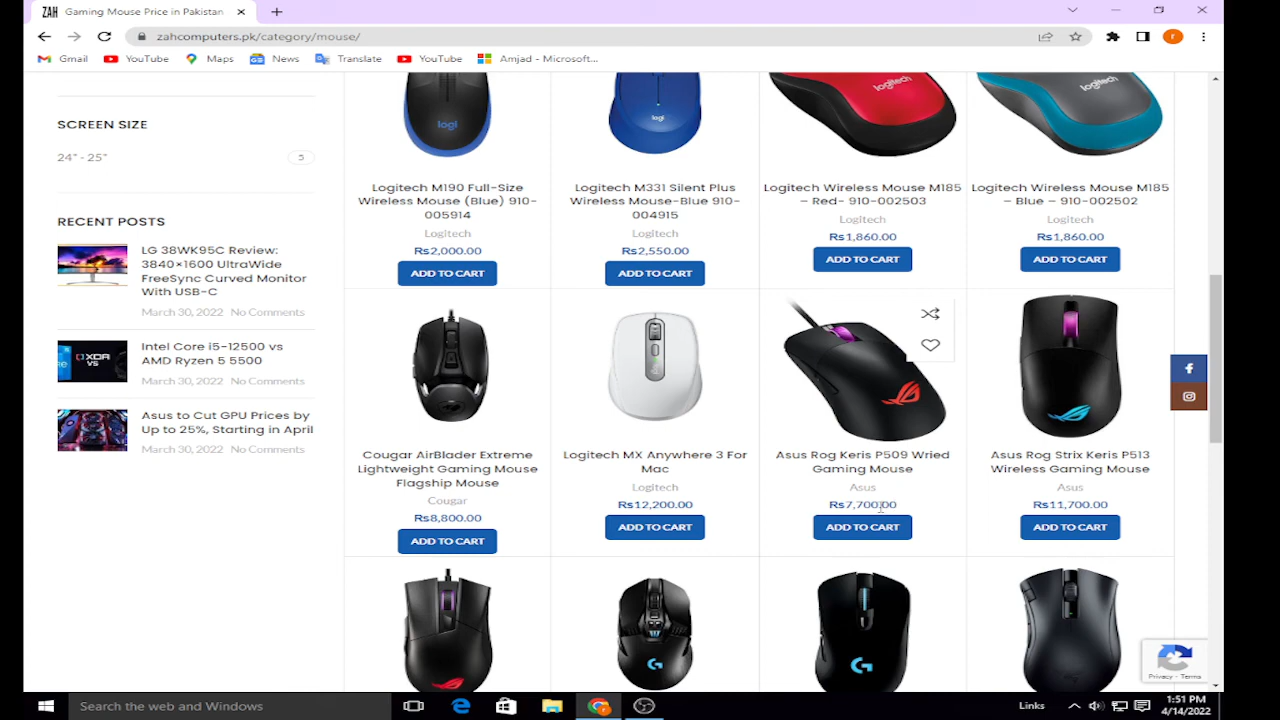 ZAH Gaming Mouse Price in Pakistan
zahcomputers.pk/category/mouse/
r
Gmail YouTube Maps News Translate YouTube Amjad - Microsoft...
SCREEN SIZE
24" - 25" 5
RECENT POSTS
LG 38WK95C Review:
3840×1600 UltraWide
FreeSync Curved Monitor
With USB-C
March 30, 2022 No Comments
Intel Core i5-12500 vs
AMD Ryzen 5 5500
March 30, 2022 No Comments
Asus to Cut GPU Prices by
Up to 25%, Starting in April
March 30, 2022 No Comments
logi
logi
logitech
logitech
Logitech M190 Full-Size
Wireless Mouse (Blue) 910-
005914
Logitech
Rs2,000.00
ADD TO CART
Logitech M331 Silent Plus
Wireless Mouse-Blue 910-
004915
Logitech
Rs2,550.00
ADD TO CART
Logitech Wireless Mouse M185
– Red- 910-002503
Logitech
Rs1,860.00
ADD TO CART
Logitech Wireless Mouse M185
– Blue – 910-002502
Logitech
Rs1,860.00
ADD TO CART
Cougar AirBlader Extreme
Lightweight Gaming Mouse
Flagship Mouse
Cougar
Rs8,800.00
ADD TO CART
Logitech MX Anywhere 3 For
Mac
Logitech
Rs12,200.00
ADD TO CART
Asus Rog Keris P509 Wried
Gaming Mouse
Asus
Rs7,700.00
ADD TO CART
Asus Rog Strix Keris P513
Wireless Gaming Mouse
Asus
Rs11,700.00
ADD TO CART
Privacy - Terms
Search the web and Windows
Links
1:51 PM
4/14/2022